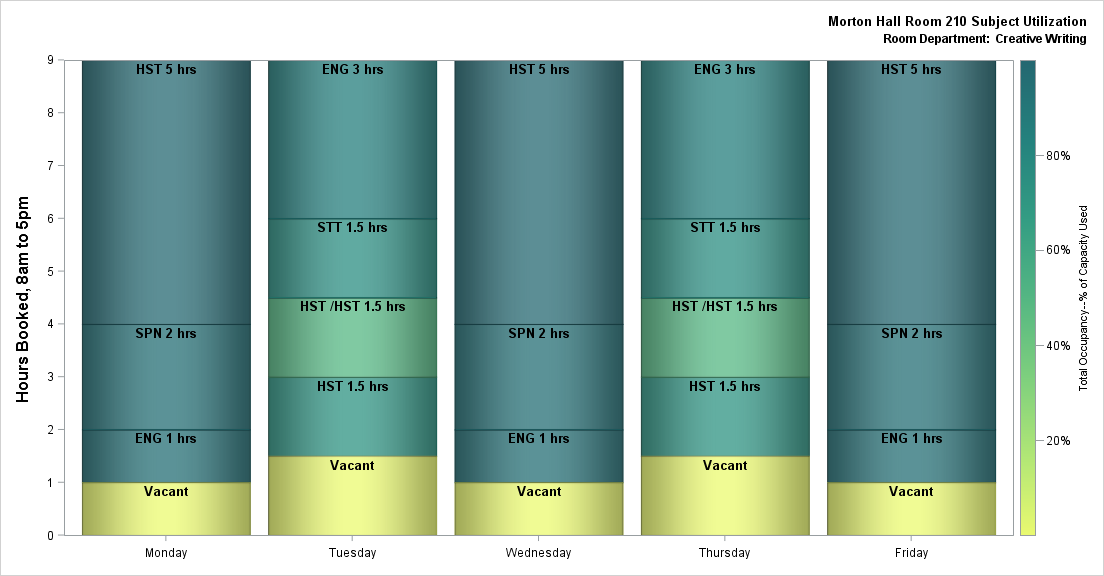 Morton Hall Room 210 Subject Utilization
Room Department: Creative Writing
Hours Booked, 8am to 5pm
9
8
7
6
5
4
3
2
1
0
HST 5 hrs
SPN 2 hrs
ENG 1 hrs
Vacant
Monday
ENG 3 hrs
STT 1.5 hrs
HST /HST 1.5 hrs
HST 1.5 hrs
Vacant
Tuesday
HST 5 hrs
SPN 2 hrs
ENG 1 hrs
Vacant
Wednesday
ENG 3 hrs
STT 1.5 hrs
HST /HST 1.5 hrs
HST 1.5 hrs
Vacant
Thursday
HST 5 hrs
SPN 2 hrs
ENG 1 hrs
Vacant
Friday
80%
60%
40%
20%
Total Occupancy--% of Capacity Used